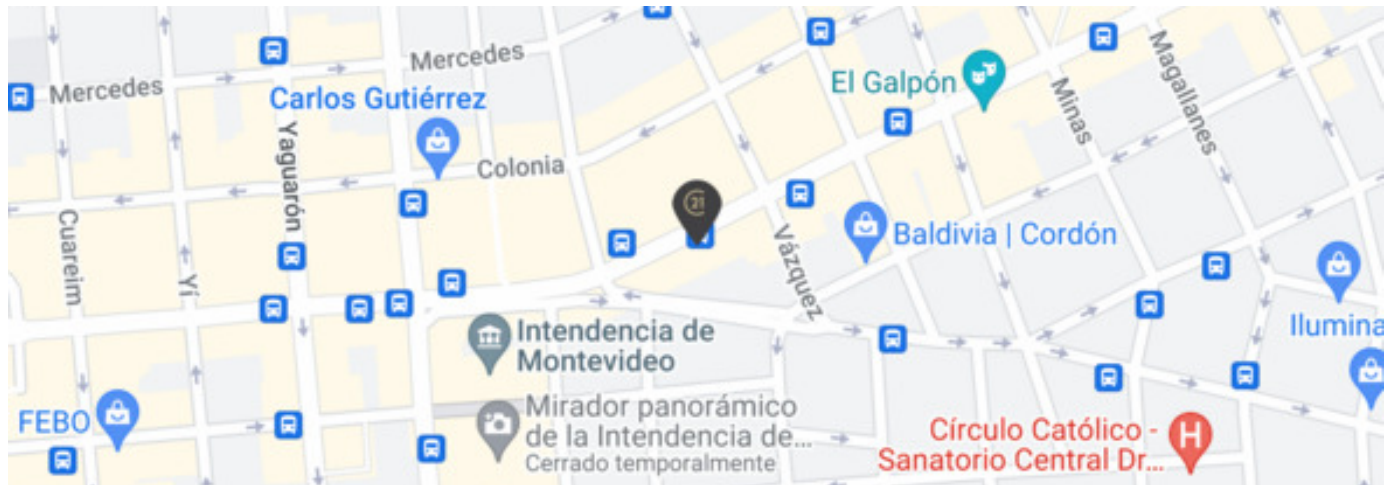 Mercedes
Mercedes
Carlos Gutiérrez
Yaguarón
Colonia
Cuareim
Yí
El Galpón
Minas
Magallanes
21
Vázquez
Baldivia | Cordón
Intendencia de
Montevideo
Ilumina
FEBO
Mirador panorámico
de la Intendencia de...
Cerrado temporalmente
Círculo Católico -
Sanatorio Central Dr...
H